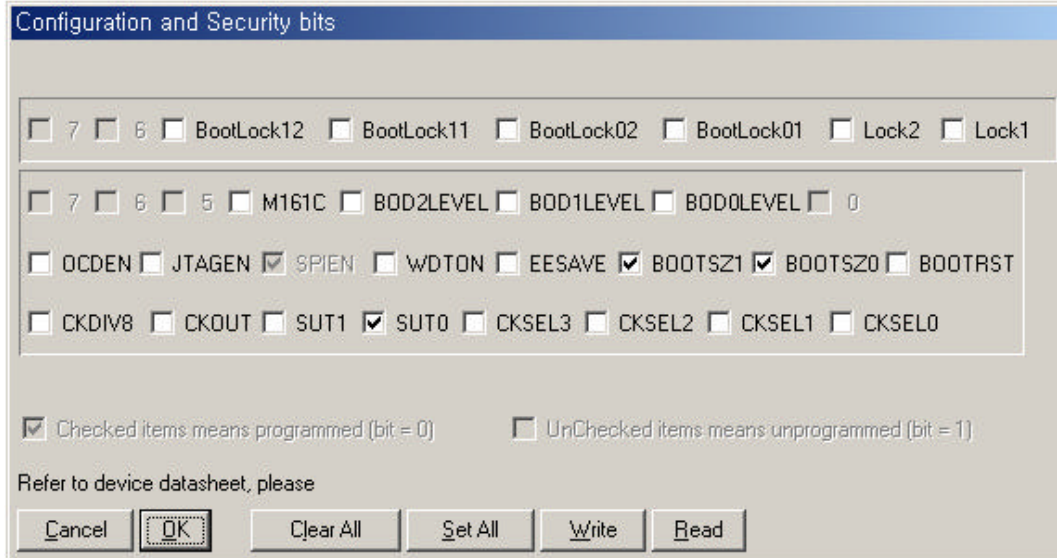 Configuration and Security bits
7 6 BootLock12 BootLock11 BootLock02 BootLock01 Lock2 Lock1
7 6 5 M161C BOD2LEVEL BOD1LEVEL BOD0LEVEL 0
OCDEN JTAGEN SPIEN WDTON EESAVE BOOTSZ1 BOOTSZ0 BOOTRST
CKDIV8 CKOUT SUT1 SUT0 CKSEL3 CKSEL2 CKSEL1 CKSEL0
Checked items means programmed (bit = 0) UnChecked items means unprogrammed (bit = 1)
Refer to device datasheet, please
Cancel OK Clear All Set All Write Read